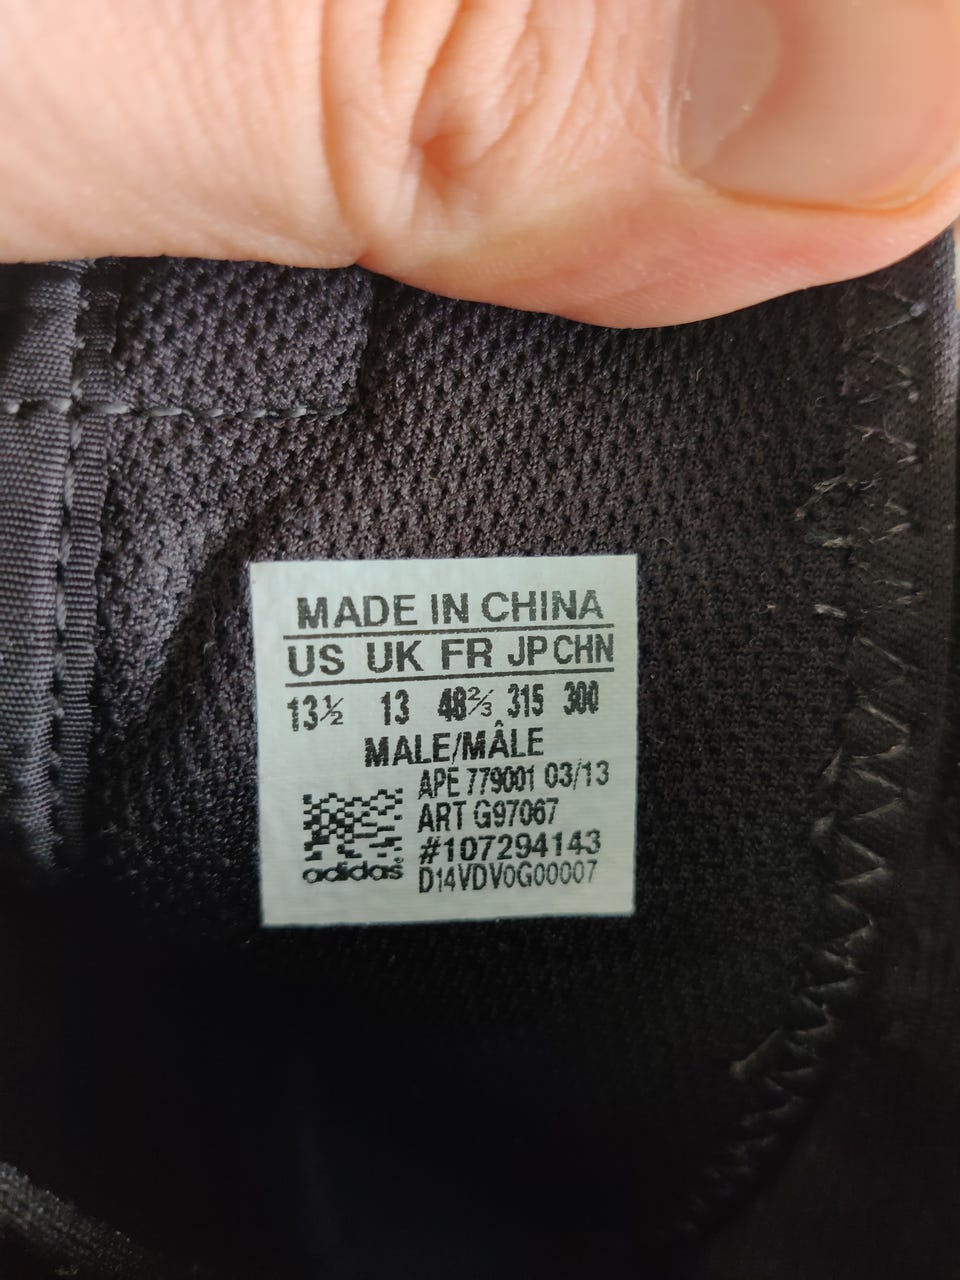 MADE IN CHINA
US UK FR JP CHN
13½ 13 48⅔ 315 300
MALE/MÂLE
APE 779001 03/13
ART G97067
#107294143
D14VDV0G00007
adidas